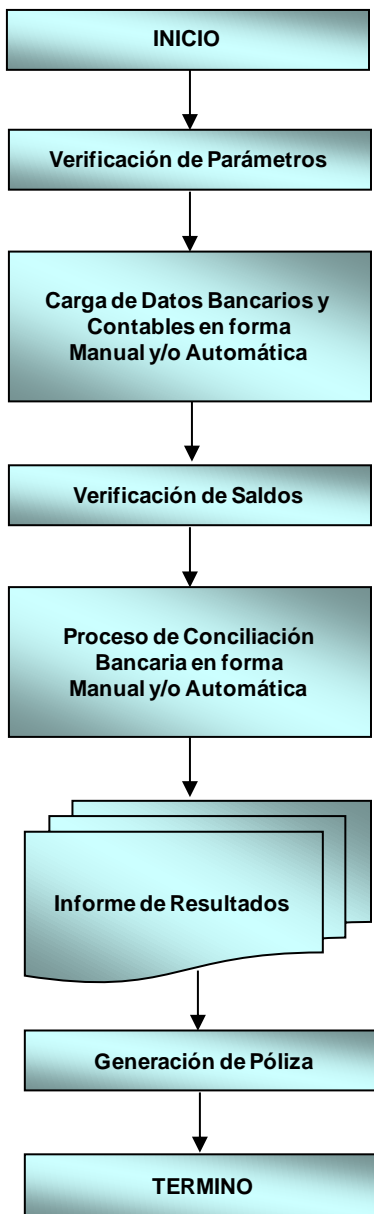 INICIO
Verificación de Parámetros
Carga de Datos Bancarios y
Contables en forma
Manual y/o Automática
Verificación de Saldos
Proceso de Conciliación
Bancaria en forma
Manual y/o Automática
Informe de Resultados
Generación de Póliza
TERMINO